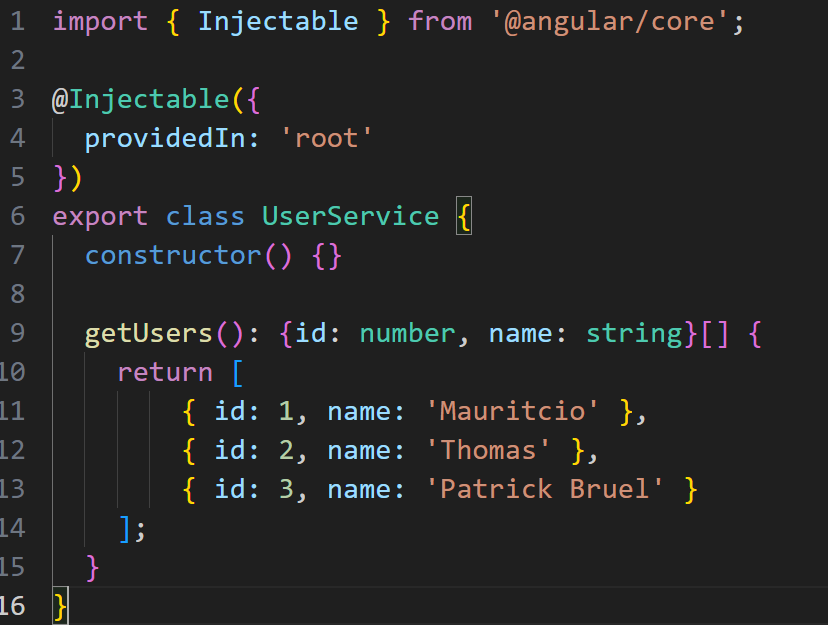 1 import { Injectable } from '@angular/core';
2
3 @Injectable({
4   providedIn: 'root'
5 })
6 export class UserService {
7   constructor() {}
8
9   getUsers(): {id: number, name: string}[] {
10     return [
11         { id: 1, name: 'Mauritcio' },
12         { id: 2, name: 'Thomas' },
13         { id: 3, name: 'Patrick Bruel' }
14     ];
15   }
16 }